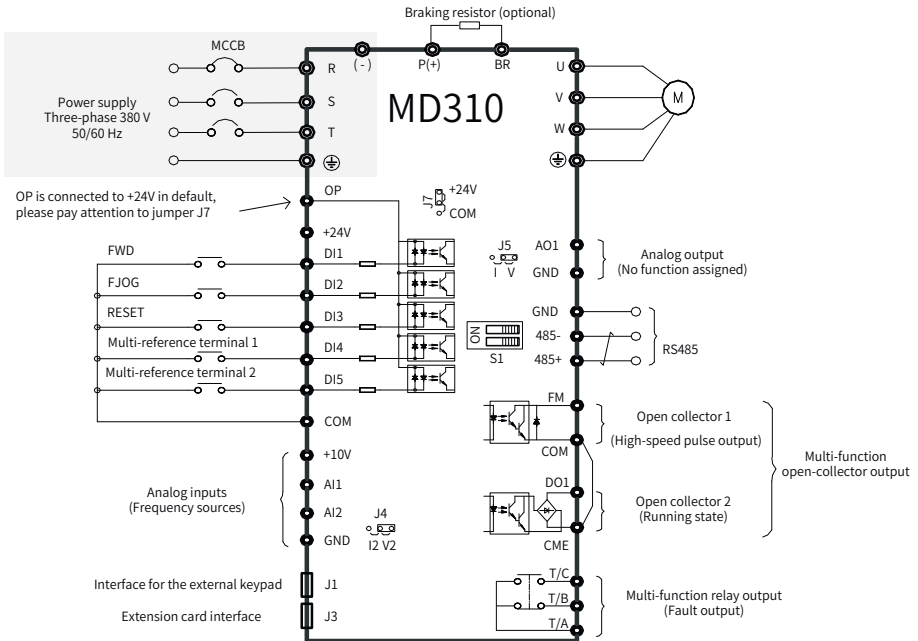 Braking resistor (optional)
MCCB
R
( - )
P(+)
BR
U
Power supply
Three-phase 380 V
50/60 Hz
S
T
MD310
V
W
M
OP is connected to +24V in default,
please pay attention to jumper J7
OP
J7
+24V
COM
+24V
FWD
DI1
FJOG
DI2
RESET
DI3
Multi-reference terminal 1
DI4
Multi-reference terminal 2
DI5
COM
J5
I V
AO1
GND
Analog output
(No function assigned)
ON
S1
GND
485-
485+
RS485
+10V
AI1
AI2
GND
Analog inputs
(Frequency sources)
J4
I2 V2
FM
COM
Open collector 1
(High-speed pulse output)
DO1
CME
Open collector 2
(Running state)
Multi-function
open-collector output
Interface for the external keypad
J1
Extension card interface
J3
T/C
T/B
T/A
Multi-function relay output
(Fault output)